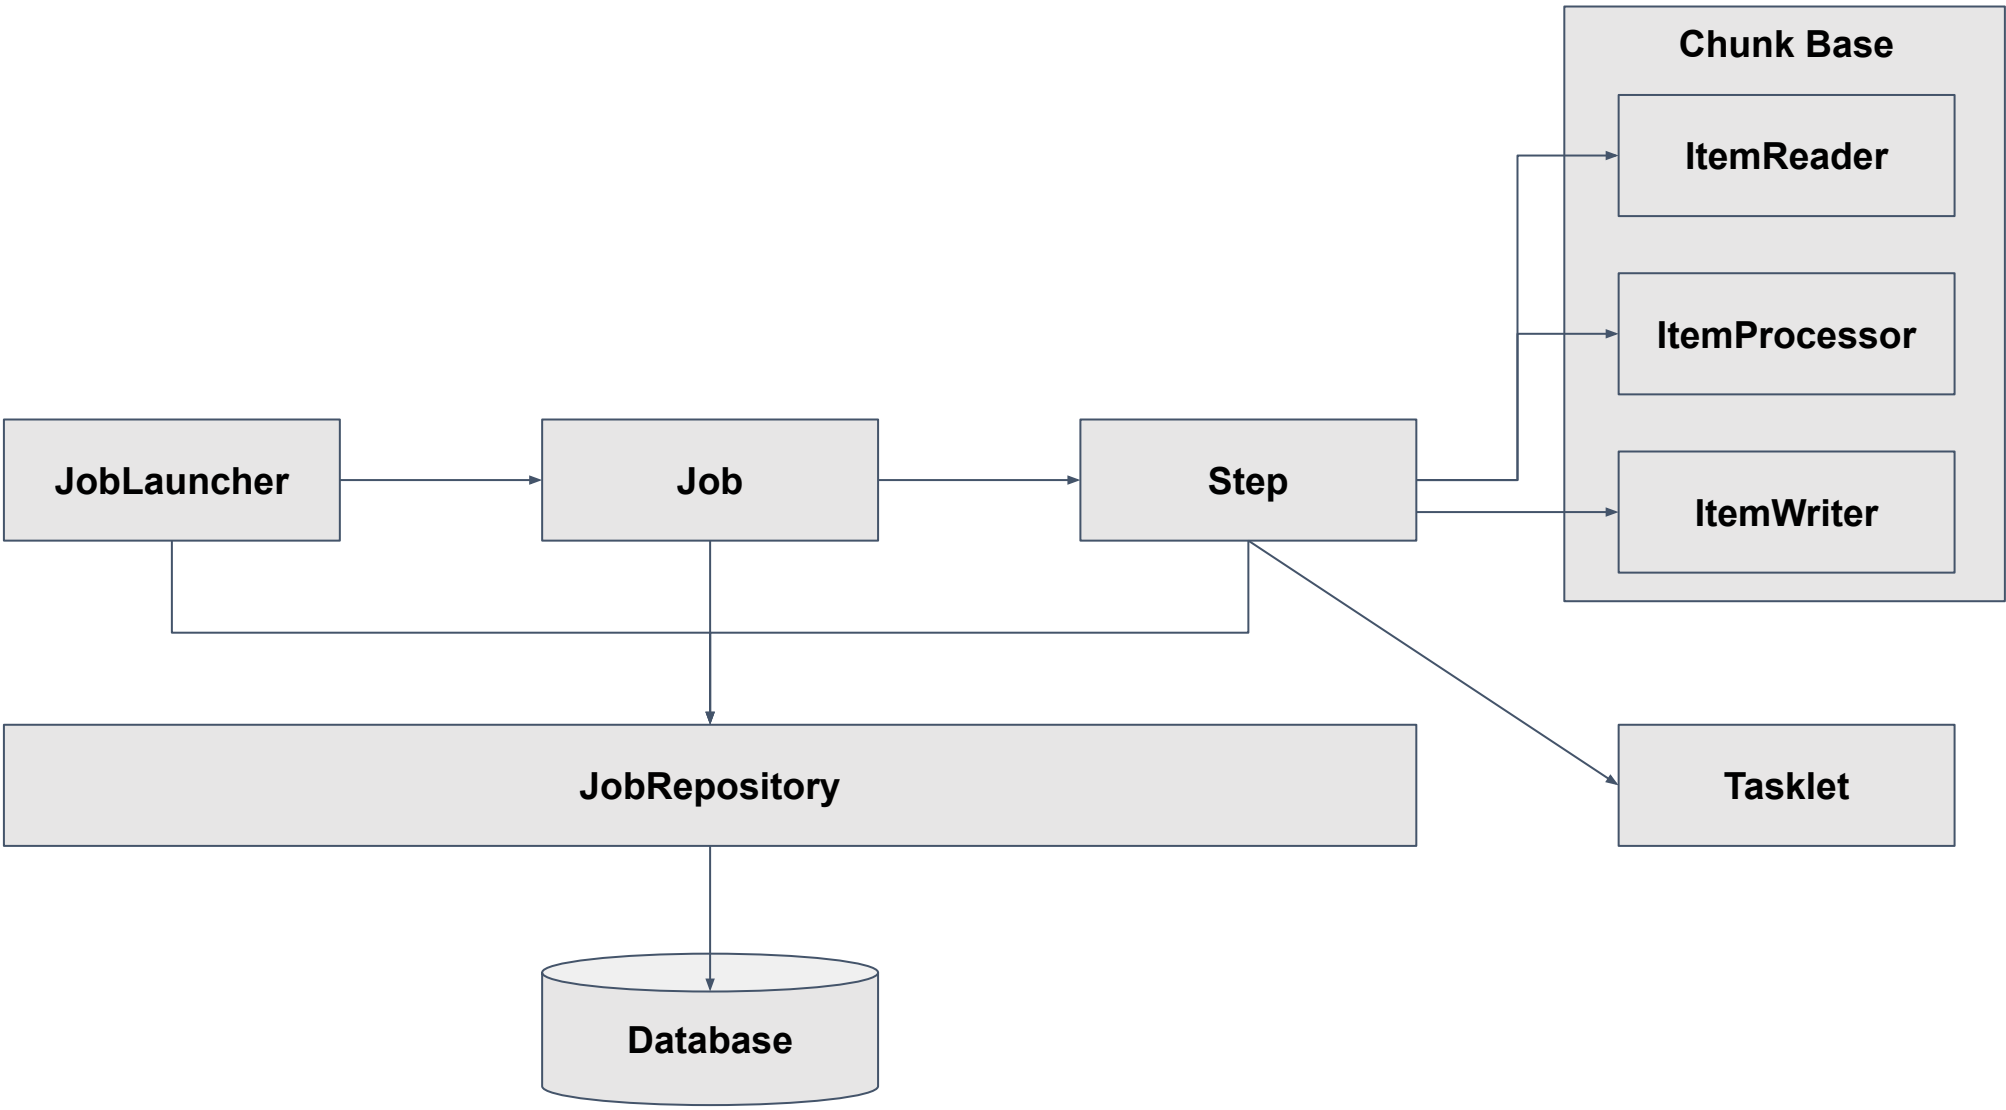 Chunk Base
ItemReader
ItemProcessor
ItemWriter
JobLauncher
Job
Step
JobRepository
Tasklet
Database